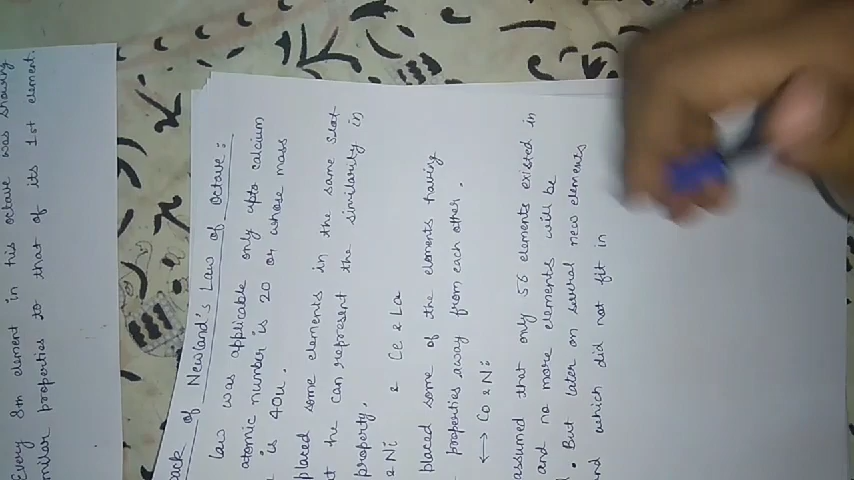 Every 8th element in his octave was showing
milar properties to that of its 1st element.
back of Newland's Law of Octave:
law was applicable only upto calcium
atomic number is 20 or whose mass
is 40u.
placed some elements in the same slot
the can represent the similarity in
property.
& Ni & Ce & La
placed some of the elements having
properties away from each other.
↔ Co & Ni
assumed that only 56 elements existed in
and no more elements will be
. But later on several new elements
which did not fit in